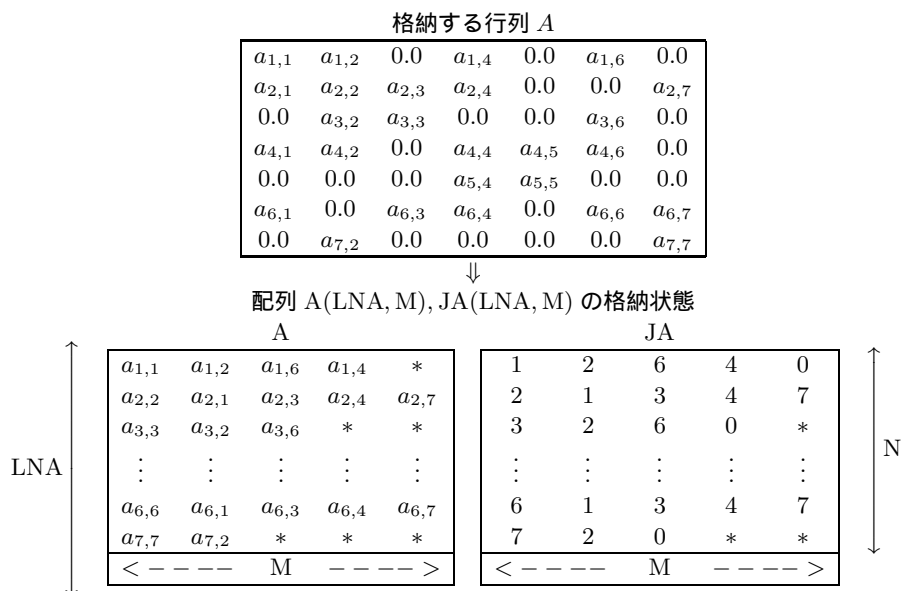 格納する行列 A
a1,1 a1,2 0.0 a1,4 0.0 a1,6 0.0
a2,1 a2,2 a2,3 a2,4 0.0 0.0 a2,7
0.0 a3,2 a3,3 0.0 0.0 a3,6 0.0
a4,1 a4,2 0.0 a4,4 a4,5 a4,6 0.0
0.0 0.0 0.0 a5,4 a5,5 0.0 0.0
a6,1 0.0 a6,3 a6,4 0.0 a6,6 a6,7
0.0 a7,2 0.0 0.0 0.0 0.0 a7,7
⇓
配列 A(LNA, M), JA(LNA, M) の格納状態
A JA
a1,1 a1,2 a1,6 a1,4 * 1 2 6 4 0
a2,2 a2,1 a2,3 a2,4 a2,7 2 1 3 4 7
a3,3 a3,2 a3,6 * * 3 2 6 0 *
LNA ⋮ ⋮ ⋮ ⋮ ⋮ ⋮ ⋮ ⋮ ⋮ ⋮ N
a6,6 a6,1 a6,3 a6,4 a6,7 6 1 3 4 7
a7,7 a7,2 * * * 7 2 0 * *
< − − − − M − − − − > < − − − − M − − − − >